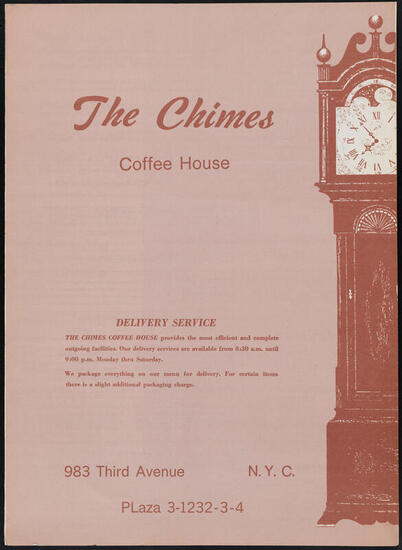 The Chimes
Coffee House
DELIVERY SERVICE
THE CHIMES COFFEE HOUSE provides the most efficient and complete
outgoing facilities. Our delivery services are available from 8:30 a.m. until
9:00 p.m. Monday thru Saturday.
We package everything on our menu for delivery. For certain items
there is a slight additional packaging charge.
983 Third Avenue N. Y. C.
PLaza 3-1232-3-4